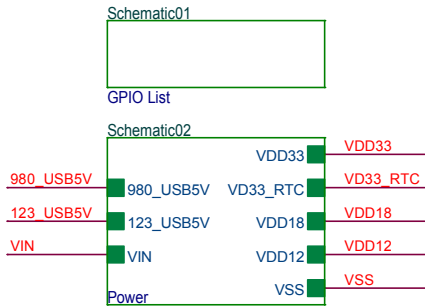 Schematic01
GPIO List
Schematic02
VDD33 VDD33
980_USB5V 980_USB5V VD33_RTC VD33_RTC
123_USB5V 123_USB5V VDD18 VDD18
VIN VIN VDD12 VDD12
VSS VSS
Power